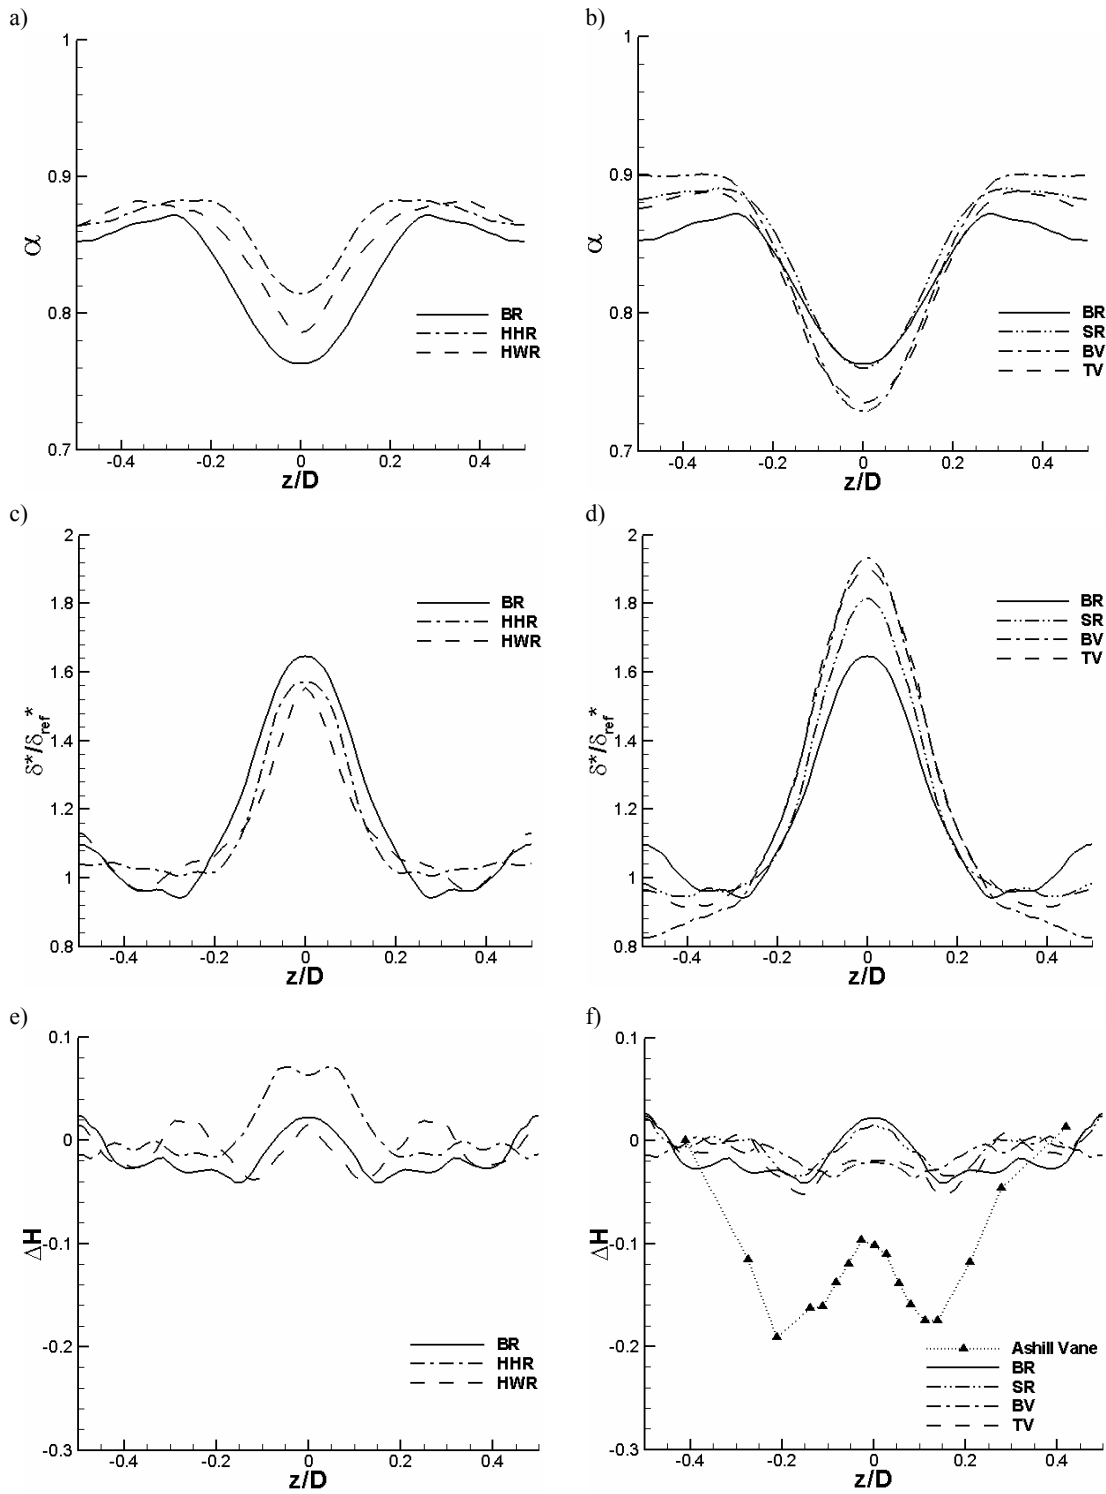 a)
1
0.9
α
0.8
0.7
-0.4 -0.2 0 0.2 0.4
z/D
BR
HHR
HWR
b)
1
0.9
α
0.8
0.7
-0.4 -0.2 0 0.2 0.4
z/D
BR
SR
BV
TV
c)
2
1.8
1.6
1.4
δ*/δref*
1.2
1
0.8
-0.4 -0.2 0 0.2 0.4
z/D
BR
HHR
HWR
d)
2
1.8
1.6
1.4
δ*/δref*
1.2
1
0.8
-0.4 -0.2 0 0.2 0.4
z/D
BR
SR
BV
TV
e)
0.1
0
-0.1
ΔH
-0.2
-0.3
-0.4 -0.2 0 0.2 0.4
z/D
BR
HHR
HWR
f)
0.1
0
-0.1
ΔH
-0.2
-0.3
-0.4 -0.2 0 0.2 0.4
z/D
Ashill Vane
BR
SR
BV
TV